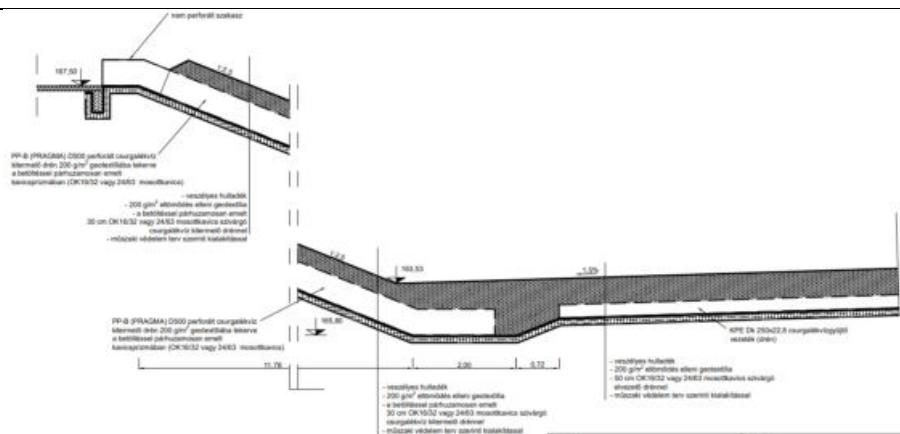 nem perforált szakasz
167,50
1:2,5
PP-B (PRAGMA) D500 perforált csurgalékvíz
kitermelő drén 200 g/m² geotextíliába tekerve
a betöltéssel párhuzamosan emelt
kavicsprizmában (OK16/32 vagy 24/63 mosottkavics)
- veszélyes hulladék
- 200 g/m² eltömődés elleni geotextília
- a betöltéssel párhuzamosan emelt
30 cm OK16/32 vagy 24/63 mosottkavics szivárgó
csurgalékvíz kitermelő drénnel
- műszaki védelem terv szerinti kialakítással
1:2,5
163,53
1,5%
PP-B (PRAGMA) D500 perforált csurgalékvíz
kitermelő drén 200 g/m² geotextíliába tekerve
a betöltéssel párhuzamosan emelt
kavicsprizmában (OK16/32 vagy 24/63 mosottkavics)
165,80
KPE Dk 250x22,8 csurgalékvízgyűjtő
vezeték (drén)
11,78
2,00
0,72
- veszélyes hulladék
- 200 g/m² eltömődés elleni geotextília
- 50 cm OK16/32 vagy 24/63 mosottkavics szivárgó
elvezető drénnel
- műszaki védelem terv szerinti kialakítással
- veszélyes hulladék
- 200 g/m² eltömődés elleni geotextília
- a betöltéssel párhuzamosan emelt
30 cm OK16/32 vagy 24/63 mosottkavics szivárgó
csurgalékvíz kitermelő drénnel
- műszaki védelem terv szerinti kialakítással